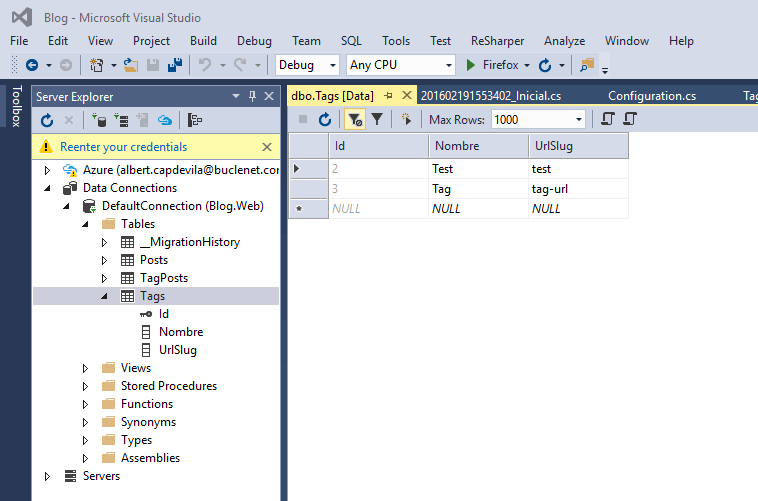 Blog - Microsoft Visual Studio
File Edit View Project Build Debug Team SQL Tools Test ReSharper Analyze Window Help
Debug Any CPU Firefox
Toolbox
Server Explorer
Reenter your credentials
Azure (albert.capdevila@buclenet.com
Data Connections
DefaultConnection (Blog.Web)
Tables
__MigrationHistory
Posts
TagPosts
Tags
Id
Nombre
UrlSlug
Views
Stored Procedures
Functions
Synonyms
Types
Assemblies
Servers
dbo.Tags [Data] 201602191553402_Inicial.cs Configuration.cs Ta
Max Rows: 1000
Id Nombre UrlSlug
2 Test test
3 Tag tag-url
NULL NULL NULL